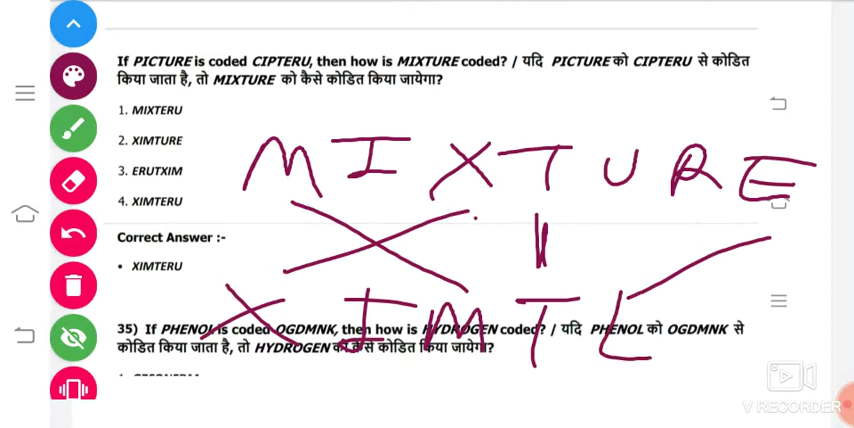 If PICTURE is coded CIPTERU, then how is MIXTURE coded? / यदि PICTURE को CIPTERU से कोडित
किया जाता है, तो MIXTURE को कैसे कोडित किया जायेगा?
1. MIXTERU
2. XIMTURE
3. ERUTXIM
4. XIMTERU
M I X T U R E
Correct Answer :-
• XIMTERU
X I M T
35) If PHENOL is coded OGDMNK, then how is HYDROGEN coded? / यदि PHENOL को OGDMNK से
कोडित किया जाता है, तो HYDROGEN को कैसे कोडित किया जायेगा?
V RECORDER